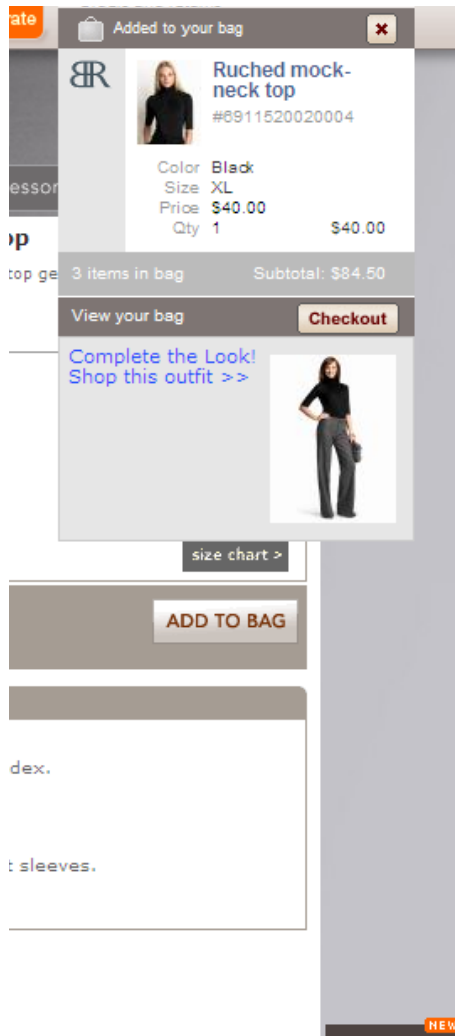 rate
Added to your bag
BR
Ruched mock-
neck top
#6911520020004
Color Black
Size XL
Price $40.00
Qty 1 $40.00
essor
op
top ge
3 items in bag Subtotal: $84.50
View your bag Checkout
Complete the Look!
Shop this outfit >>
size chart >
ADD TO BAG
dex.
t sleeves.
NEW